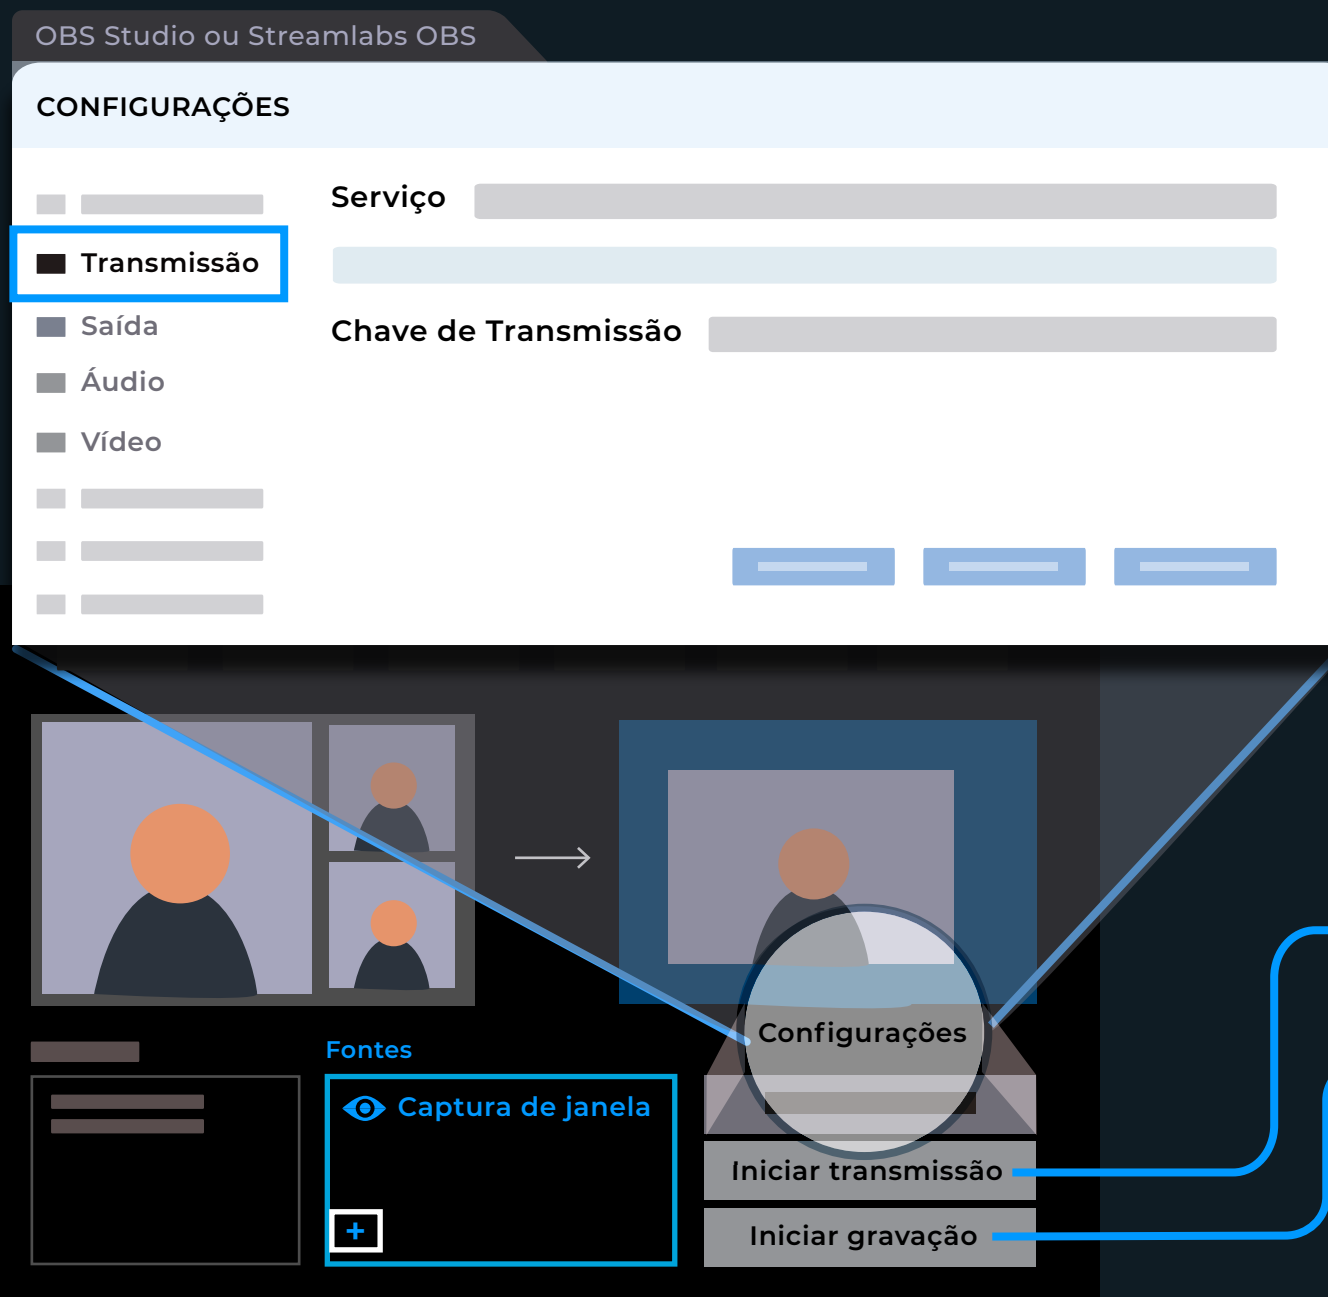 OBS Studio ou Streamlabs OBS
CONFIGURAÇÕES
Serviço
Transmissão
Chave de Transmissão
Saída
Áudio
Vídeo
Configurações
Fontes
Captura de janela
+
Iniciar transmissão
Iniciar gravação